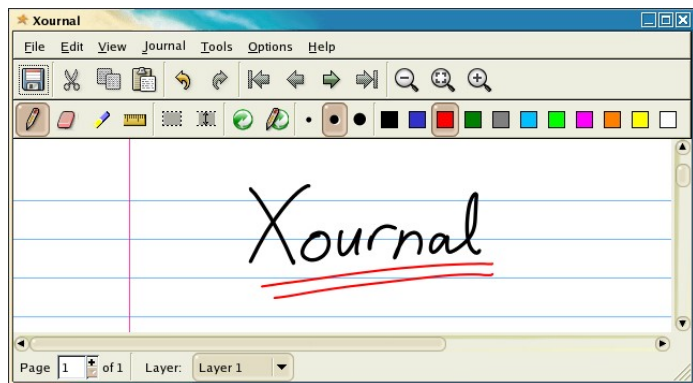 Xournal
File Edit View Journal Tools Options Help
Xournal
Page 1 of 1 Layer: Layer 1